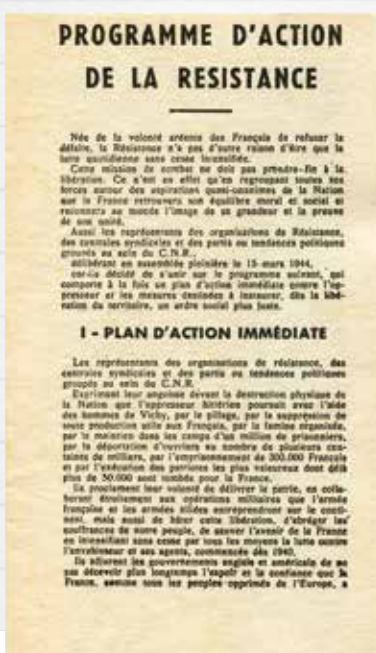 PROGRAMME D'ACTION
DE LA RESISTANCE
Née de la volonté ardente des Français de refuser la
défaite, la Résistance n'a pas d'autre raison d'être que la
lutte quotidienne sans cesse intensifiée.
Cette mission de combat ne doit pas prendre fin à la
libération. Ce n'est en effet qu'en regroupant toutes ses
forces autour des aspirations quasi-unanimes de la Nation
que la France retrouvera son équilibre moral et social et
redonnera au monde l'image de sa grandeur et la preuve
de son unité.
Aussi les représentants des organisations de Résistance,
des centrales syndicales et des partis ou tendances politiques
groupés au sein du C.N.R.,
délibérant en assemblée plénière le 15 mars 1944,
ont-ils décidé de s'unir sur le programme suivant, qui
comporte à la fois un plan d'action immédiate contre l'op-
presseur et les mesures destinées à instaurer, dès la libé-
ration du territoire, un ordre social plus juste.
I - PLAN D'ACTION IMMÉDIATE
Les représentants des organisations de résistance, des
centrales syndicales et des partis ou tendances politiques
groupés au sein du C.N.R.
Exprimant leur angoisse devant la destruction physique de
la Nation que l'oppresseur hitlérien poursuit avec l'aide
des hommes de Vichy, par le pillage, par la suppression de
toute production utile aux Français, par la famine organisée,
par le maintien dans les camps d'un million de prisonniers,
par la déportation d'ouvriers au nombre de plusieurs cen-
taines de milliers, par l'emprisonnement de 300.000 Français
et par l'exécution des patriotes les plus valeureux dont déjà
plus de 50.000 sont tombés pour la France.
Ils proclament leur volonté de délivrer la patrie, en colla-
borant étroitement aux opérations militaires que l'armée
française et les armées alliées entreprendront sur le conti-
nent, mais aussi de hâter cette libération, d'abréger les
souffrances de notre peuple, de sauver l'avenir de la France
en intensifiant sans cesse et par tous les moyens la lutte contre
l'envahisseur et ses agents, commencée dès 1940.
Ils adjurent les gouvernements anglais et américain de ne
pas décevoir plus longtemps l'espoir et la confiance que la
France, comme tous les peuples opprimés de l'Europe, a